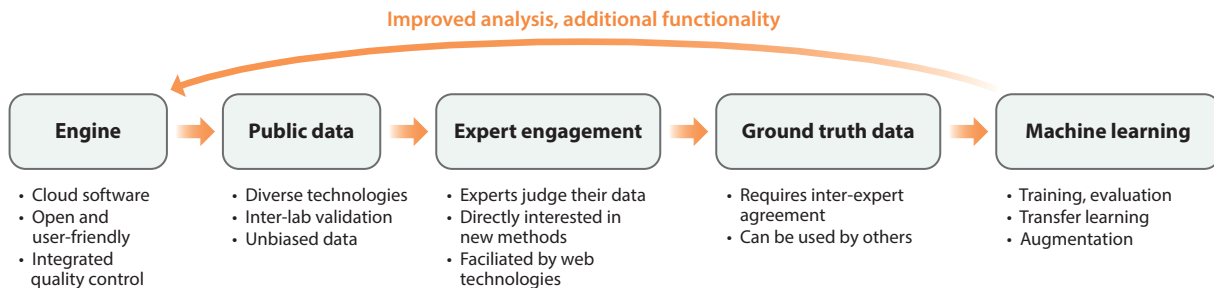 Improved analysis, additional functionality
Engine
Public data
Expert engagement
Ground truth data
Machine learning
• Cloud software
• Open and
user-friendly
• Integrated
quality control
• Diverse technologies
• Inter-lab validation
• Unbiased data
• Experts judge their data
• Directly interested in
new methods
• Faciliated by web
technologies
• Requires inter-expert
agreement
• Can be used by others
• Training, evaluation
• Transfer learning
• Augmentation